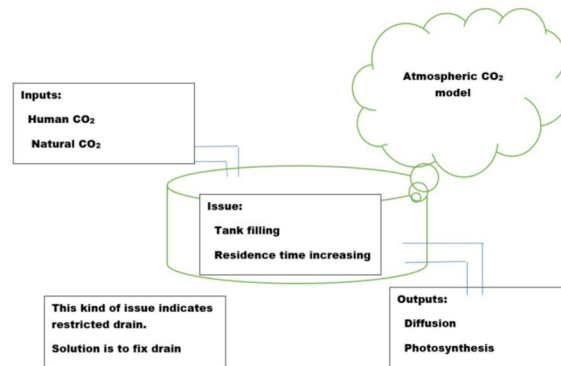 Atmospheric CO₂
model
Inputs:
Human CO₂
Natural CO₂
Issue:
Tank filling
Residence time increasing
This kind of issue indicates
restricted drain.
Solution is to fix drain
Outputs:
Diffusion
Photosynthesis